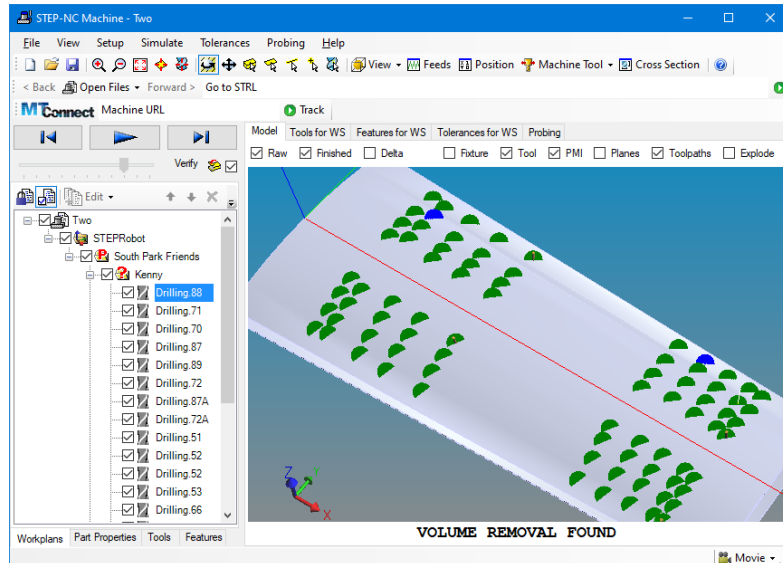 STEP-NC Machine - Two
File View Setup Simulate Tolerances Probing Help
View Feeds Position Machine Tool Cross Section
< Back Open Files Forward > Go to STRL
MTConnect Machine URL Track
Model Tools for WS Features for WS Tolerances for WS Probing
Raw Finished Delta Fixture Tool PMI Planes Toolpaths Explode
Verify
Edit
Two
STEPRobot
South Park Friends
Kenny
Drilling.88
Drilling.71
Drilling.70
Drilling.87
Drilling.89
Drilling.72
Drilling.87A
Drilling.72A
Drilling.51
Drilling.52
Drilling.52
Drilling.53
Drilling.66
Z Y
X
VOLUME REMOVAL FOUND
Workplans Part Properties Tools Features
Movie